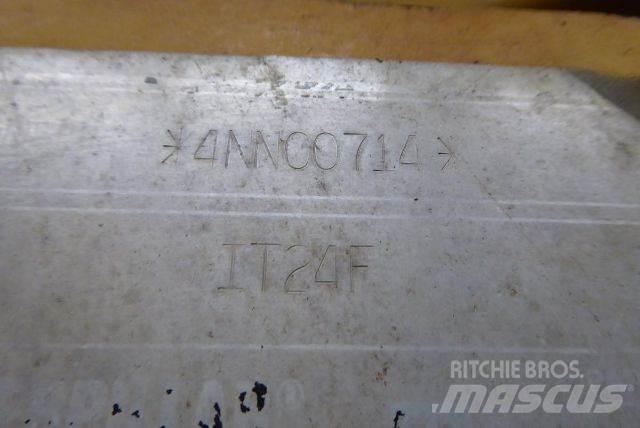 *4NN00714*
IT24F
RITCHIE BROS.
MASCUS